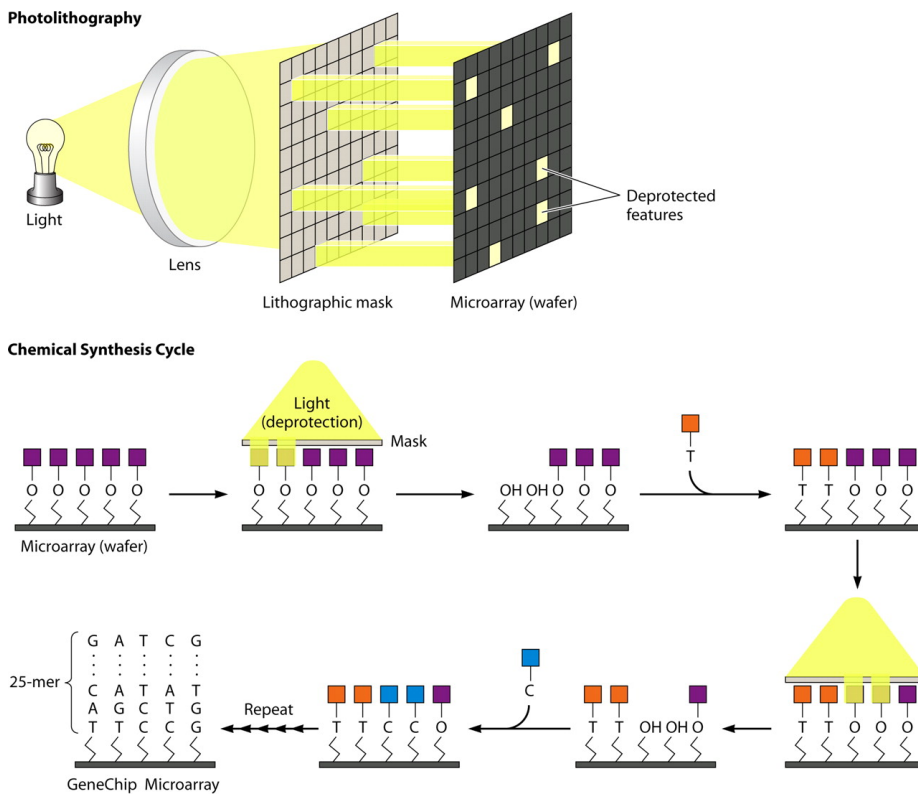 Photolithography
Light
Lens
Lithographic mask
Microarray (wafer)
Deprotected
features
Chemical Synthesis Cycle
Light
(deprotection)
Mask
T
O O O O O
O O O O O
OH OH O O O
T T O O O
Microarray (wafer)
G A T C G
25-mer
C A T A T
A G C T G
T T C C G
Repeat
C
T T C C O
T T OH OH O
T T O O O
GeneChip Microarray